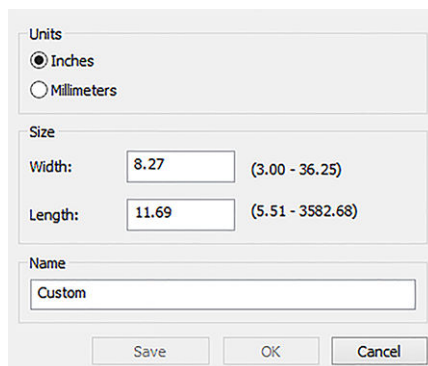 Units
Inches
Millimeters
Size
Width: 8.27 (3.00 - 36.25)
Length: 11.69 (5.51 - 3582.68)
Name
Custom
Save OK Cancel